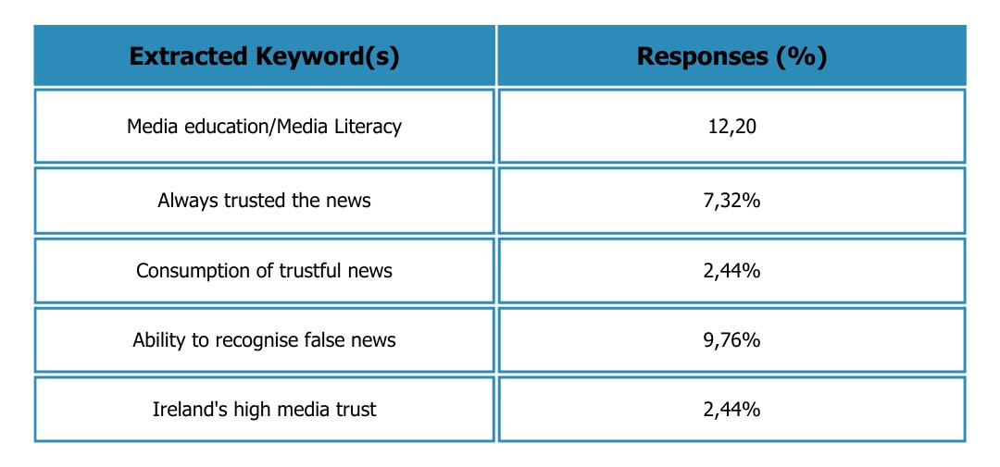 Extracted Keyword(s) Responses (%)
Media education/Media Literacy 12,20
Always trusted the news 7,32%
Consumption of trustful news 2,44%
Ability to recognise false news 9,76%
Ireland's high media trust 2,44%